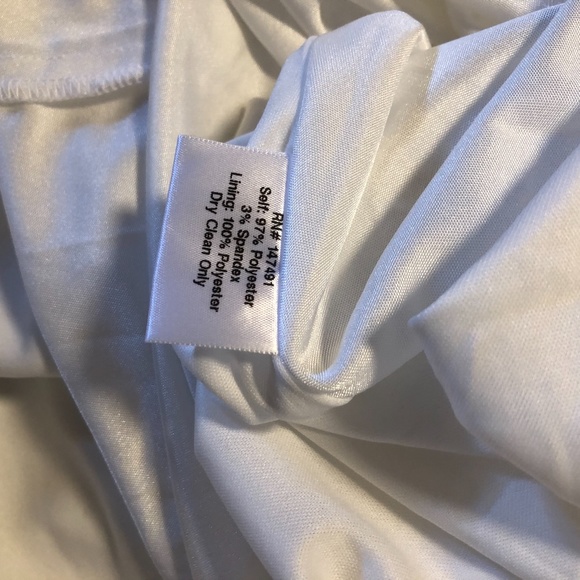 RN# 147491
Self: 97% Polyester
3% Spandex
Lining: 100% Polyester
Dry Clean Only